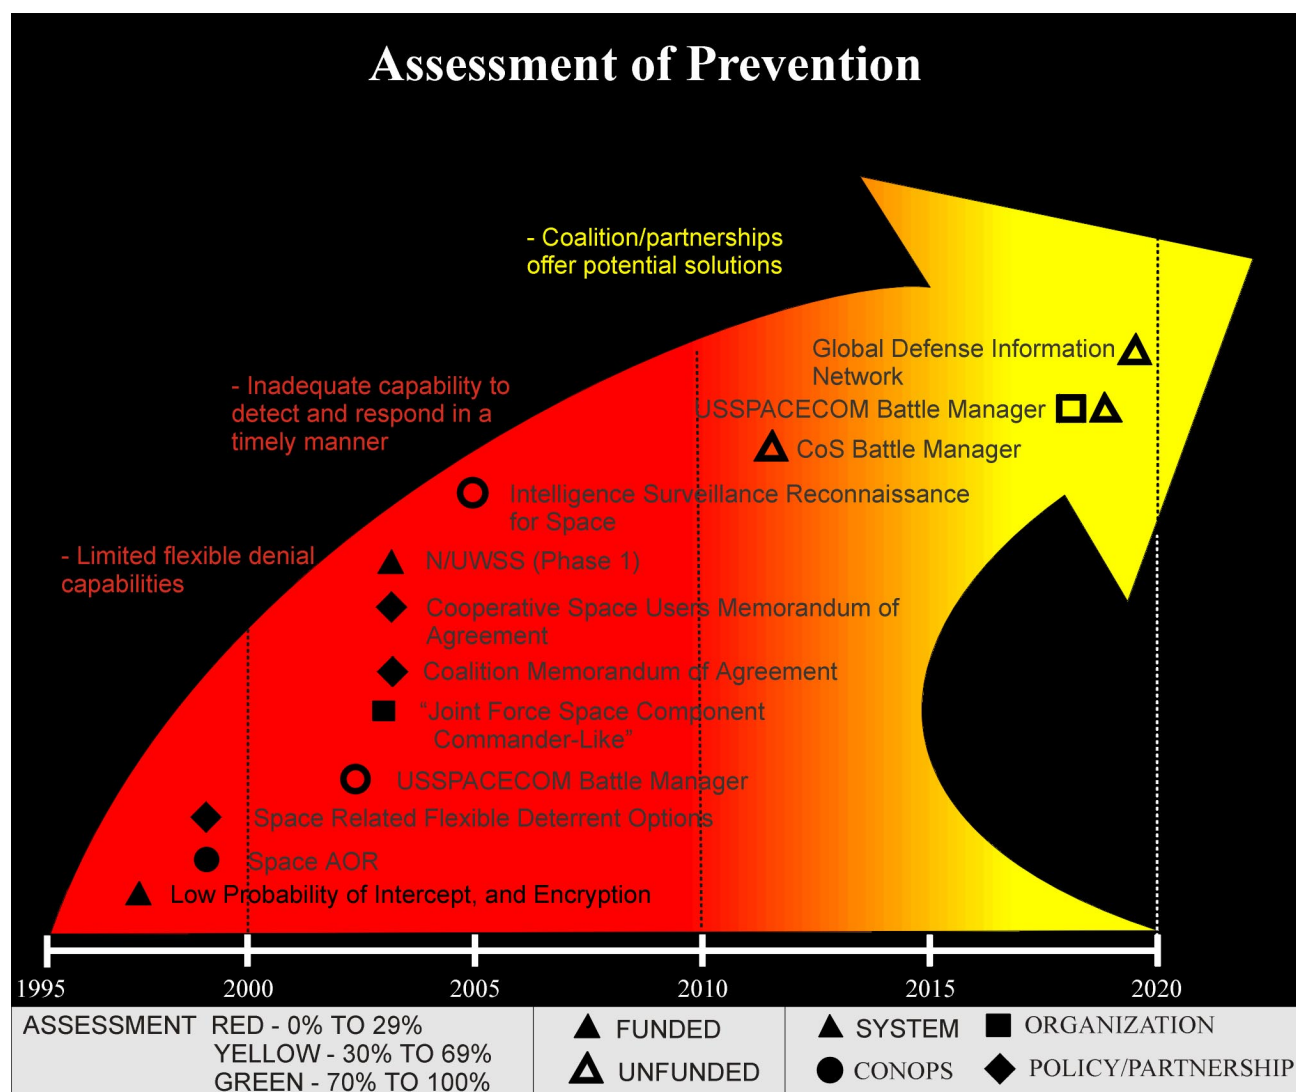 Assessment of Prevention
- Coalition/partnerships
offer potential solutions
Global Defense Information
Network
USSPACECOM Battle Manager
- Inadequate capability to
detect and respond in a
timely manner
CoS Battle Manager
Intelligence Surveillance Reconnaissance
for Space
- Limited flexible denial
capabilities
N/UWSS (Phase 1)
Cooperative Space Users Memorandum of
Agreement
Coalition Memorandum of Agreement
“Joint Force Space Component
Commander-Like”
USSPACECOM Battle Manager
Space Related Flexible Deterrent Options
Space AOR
Low Probability of Intercept, and Encryption
1995 2000 2005 2010 2015 2020
ASSESSMENT RED - 0% TO 29%
YELLOW - 30% TO 69%
GREEN - 70% TO 100%
FUNDED
UNFUNDED
SYSTEM
ORGANIZATION
CONOPS
POLICY/PARTNERSHIP